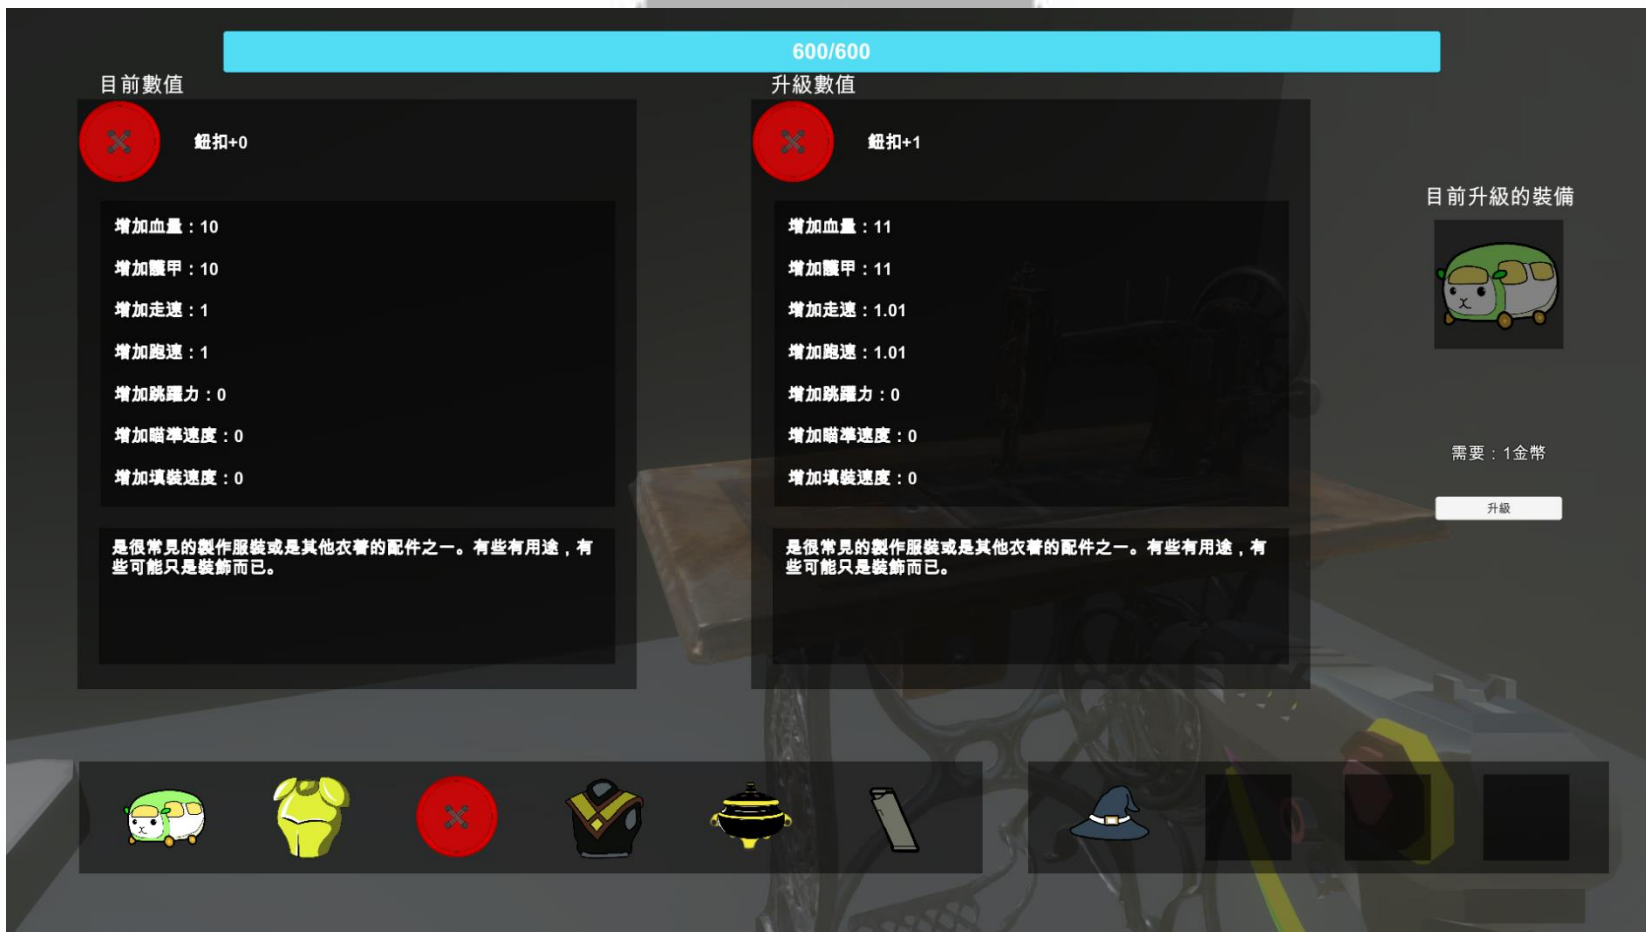 600/600
目前數值
鈕扣+0
增加血量：10
增加護甲：10
增加走速：1
增加跑速：1
增加跳躍力：0
增加瞄準速度：0
增加填裝速度：0
是很常見的製作服裝或是其他衣著的配件之一。有些有用途，有
些可能只是裝飾而已。
升級數值
鈕扣+1
增加血量：11
增加護甲：11
增加走速：1.01
增加跑速：1.01
增加跳躍力：0
增加瞄準速度：0
增加填裝速度：0
是很常見的製作服裝或是其他衣著的配件之一。有些有用途，有
些可能只是裝飾而已。
目前升級的裝備
需要：1金幣
升級